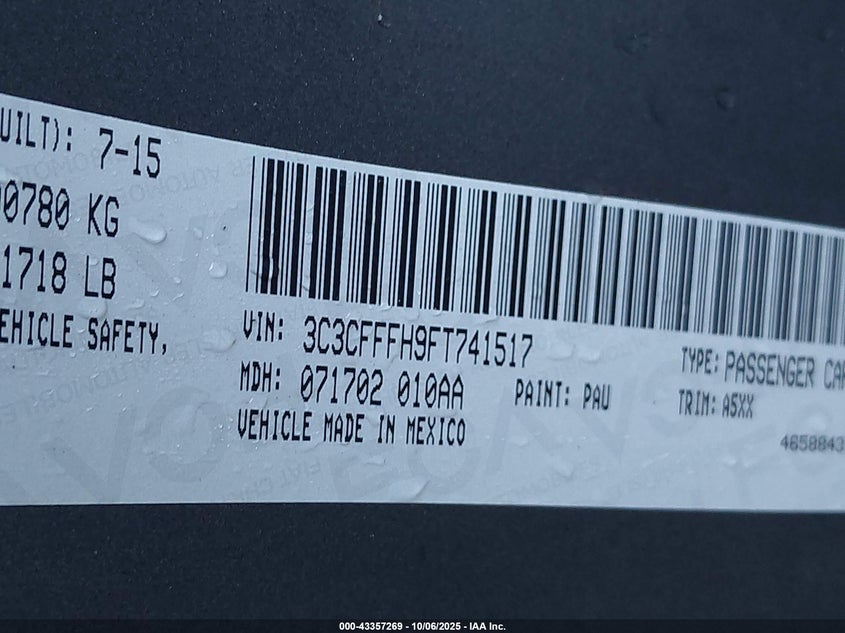 UILT): 7-15
0780 KG
1718 LB
EHICLE SAFETY,
VIN: 3C3CFFFH9FT741517
MDH: 071702 010AA
PAINT: PAU
VEHICLE MADE IN MEXICO
TYPE: PASSENGER CAR
TRIM: A5XX
4658843
000-43357269 - 10/06/2025 - IAA Inc.